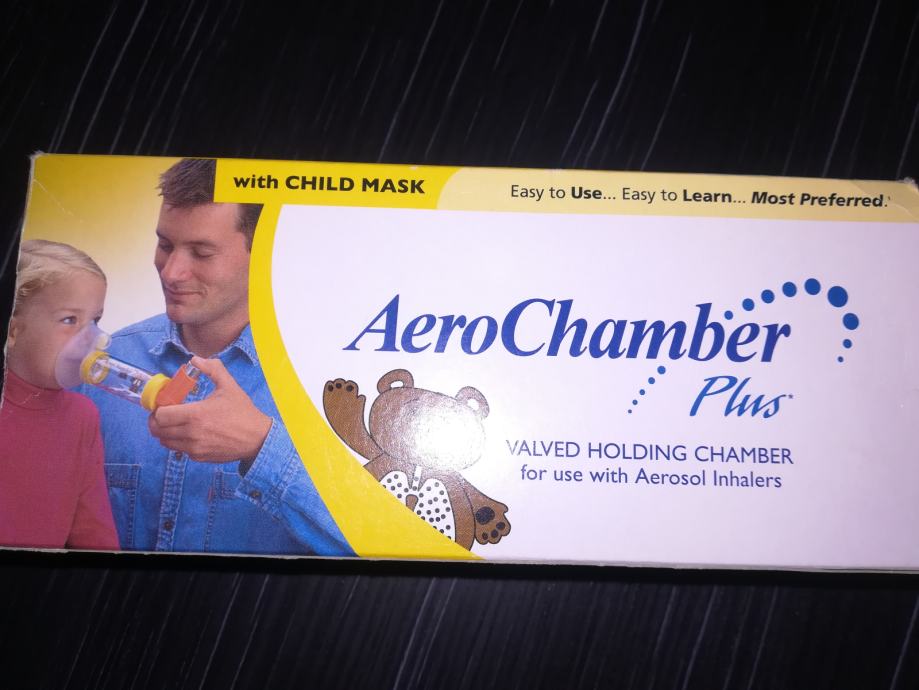 with CHILD MASK
Easy to Use... Easy to Learn... Most Preferred.
AeroChamber
Plus*
VALVED HOLDING CHAMBER
for use with Aerosol Inhalers